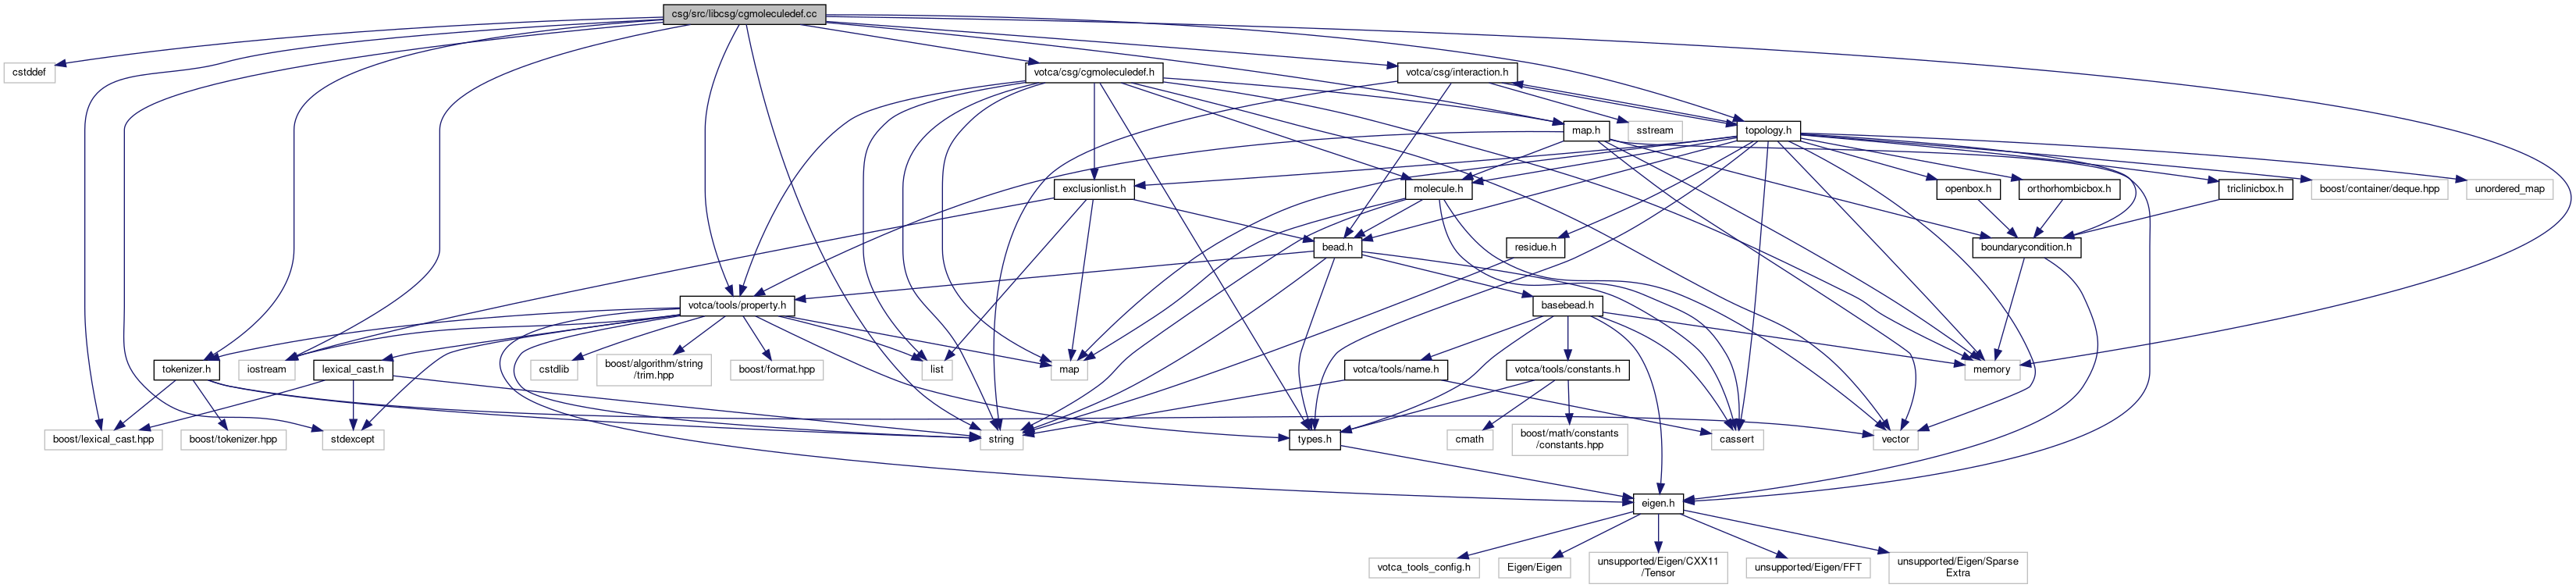 csg/src/libcsg/cgmoleculedef.cc
cstddef
votca/csg/cgmoleculedef.h
votca/csg/interaction.h
map.h
sstream
topology.h
exclusionlist.h
molecule.h
openbox.h
orthorhombicbox.h
triclinicbox.h
boost/container/deque.hpp
unordered_map
bead.h
residue.h
boundarycondition.h
votca/tools/property.h
basebead.h
tokenizer.h
iostream
lexical_cast.h
cstdlib
boost/algorithm/string
/trim.hpp
boost/format.hpp
list
map
votca/tools/name.h
votca/tools/constants.h
memory
boost/lexical_cast.hpp
boost/tokenizer.hpp
stdexcept
string
types.h
cmath
boost/math/constants
/constants.hpp
cassert
vector
eigen.h
votca_tools_config.h
Eigen/Eigen
unsupported/Eigen/CXX11
/Tensor
unsupported/Eigen/FFT
unsupported/Eigen/Sparse
Extra